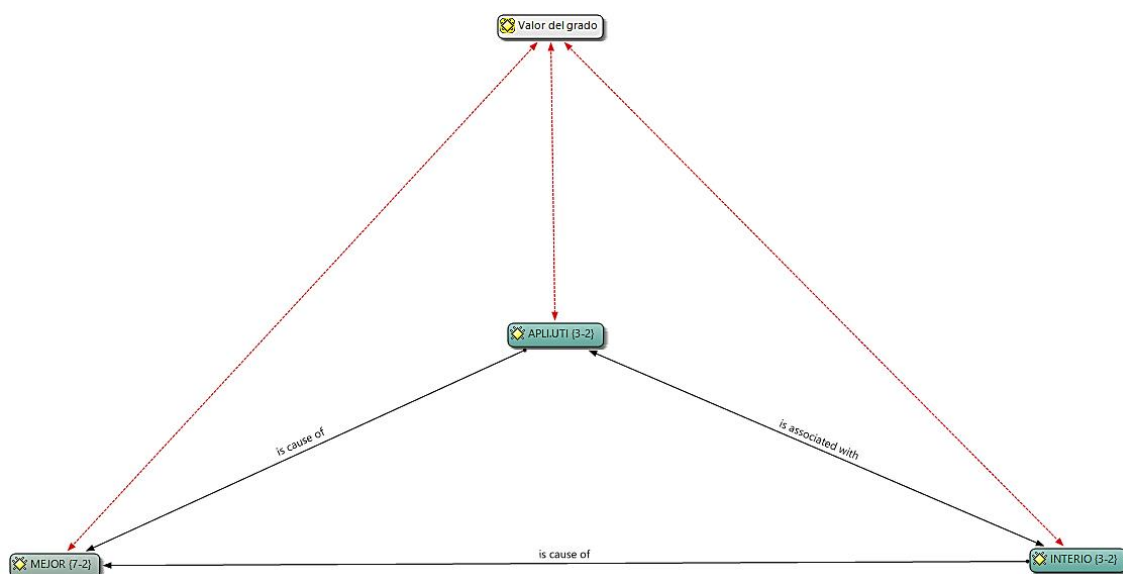 Valor del grado
APLI.UTI {3-2}
is cause of
is associated with
MEJOR {7-2}
is cause of
INTERIO {3-2}